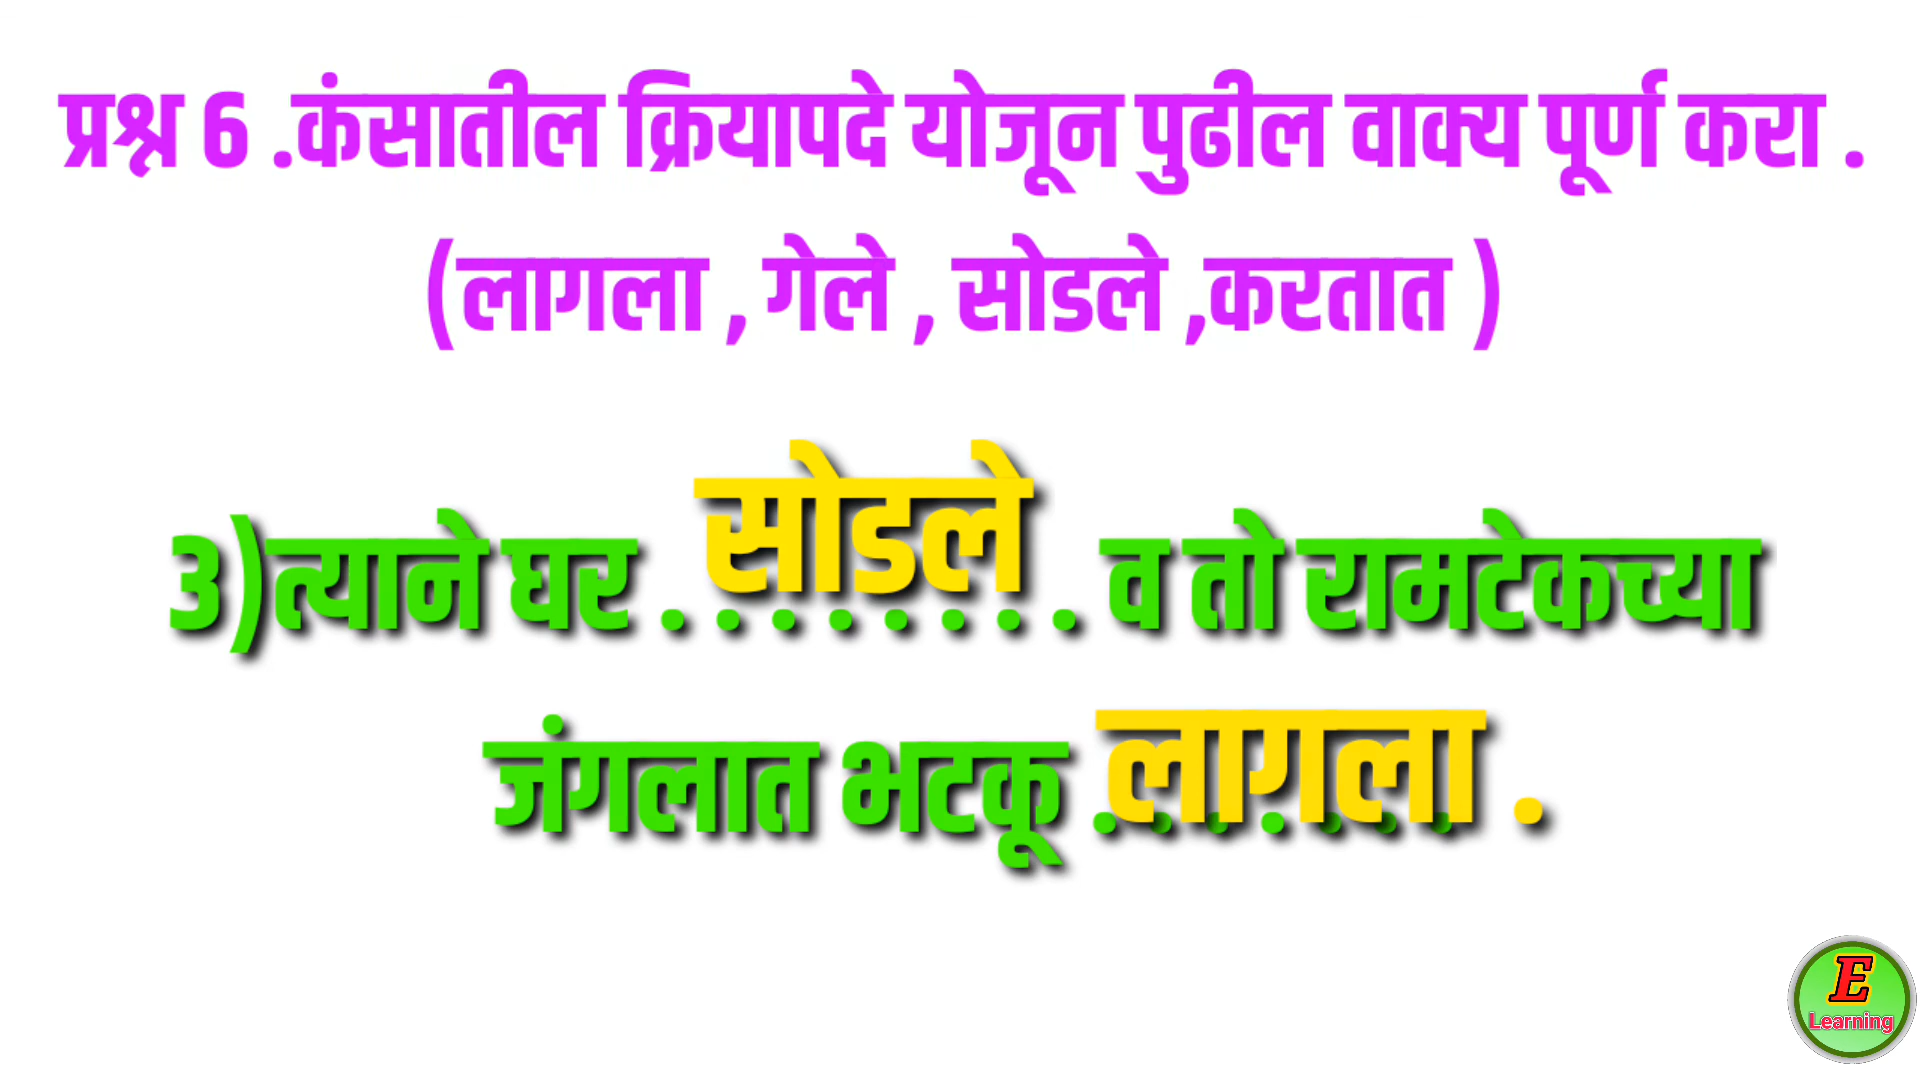 प्रश्न 6 .कंसातील क्रियापदे योजून पुढील वाक्य पूर्ण करा .
(लागला , गेले , सोडले ,करतात )
3)त्याने घर . सोडले . व तो रामटेकच्या
जंगलात भटकू लागला .
E
Learning